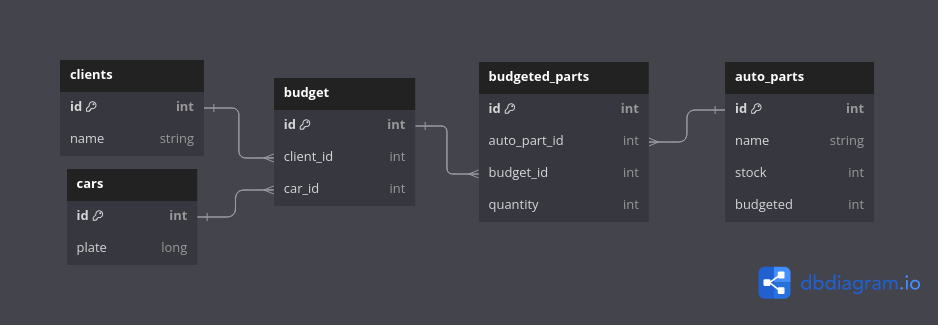 clients
id int
name string
cars
id int
plate long
budget
id int
client_id int
car_id int
budgeted_parts
id int
auto_part_id int
budget_id int
quantity int
auto_parts
id int
name string
stock int
budgeted int
dbdiagram.io